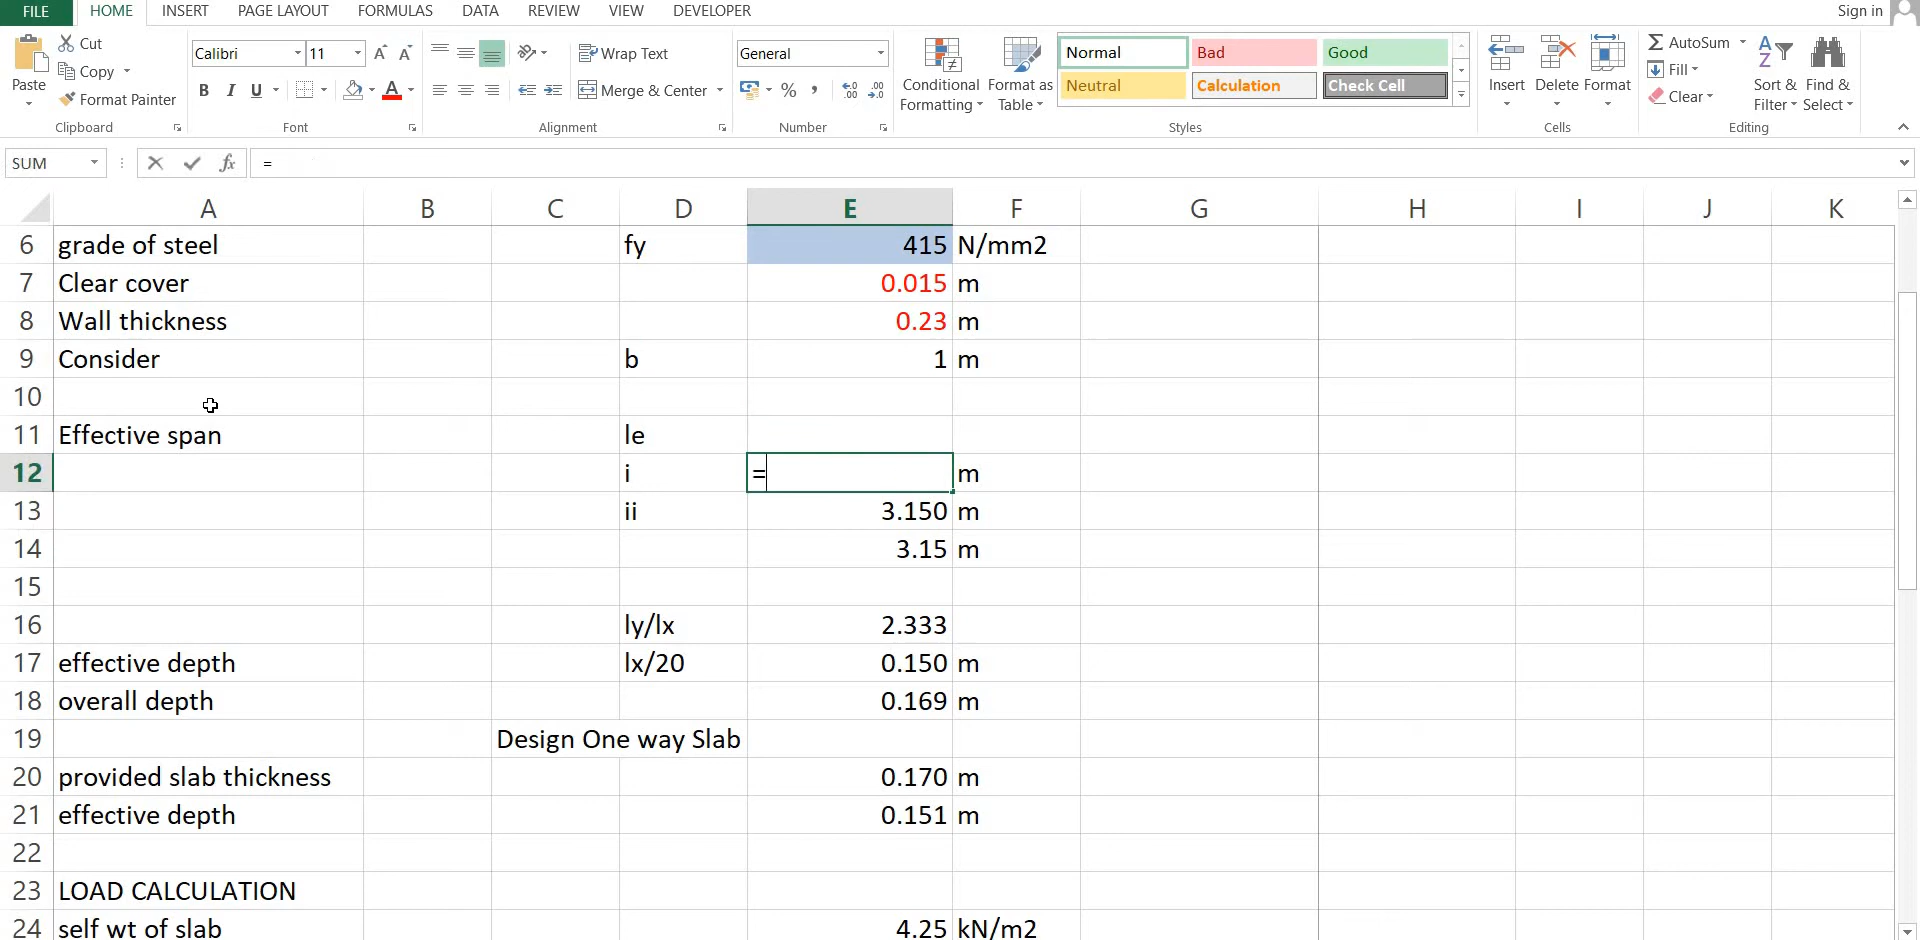 FILE HOME INSERT PAGE LAYOUT FORMULAS DATA REVIEW VIEW DEVELOPER Sign in
Paste Cut Copy Format Painter Clipboard
Calibri 11 A A B I U A Font
Wrap Text Merge & Center Alignment
General % , .0 .00 .00 .0 Number
Conditional Formatting Format as Table
Normal Bad Good
Neutral Calculation Check Cell
Styles
Insert Delete Format Cells
AutoSum Fill Clear Sort & Filter Find & Select Editing
SUM fx =
A B C D E F G H I J K
6 grade of steel fy 415 N/mm2
7 Clear cover 0.015 m
8 Wall thickness 0.23 m
9 Consider b 1 m
10
11 Effective span le
12 i = m
13 ii 3.150 m
14 3.15 m
15
16 ly/lx 2.333
17 effective depth lx/20 0.150 m
18 overall depth 0.169 m
19 Design One way Slab
20 provided slab thickness 0.170 m
21 effective depth 0.151 m
22
23 LOAD CALCULATION
24 self wt of slab 4.25 kN/m2